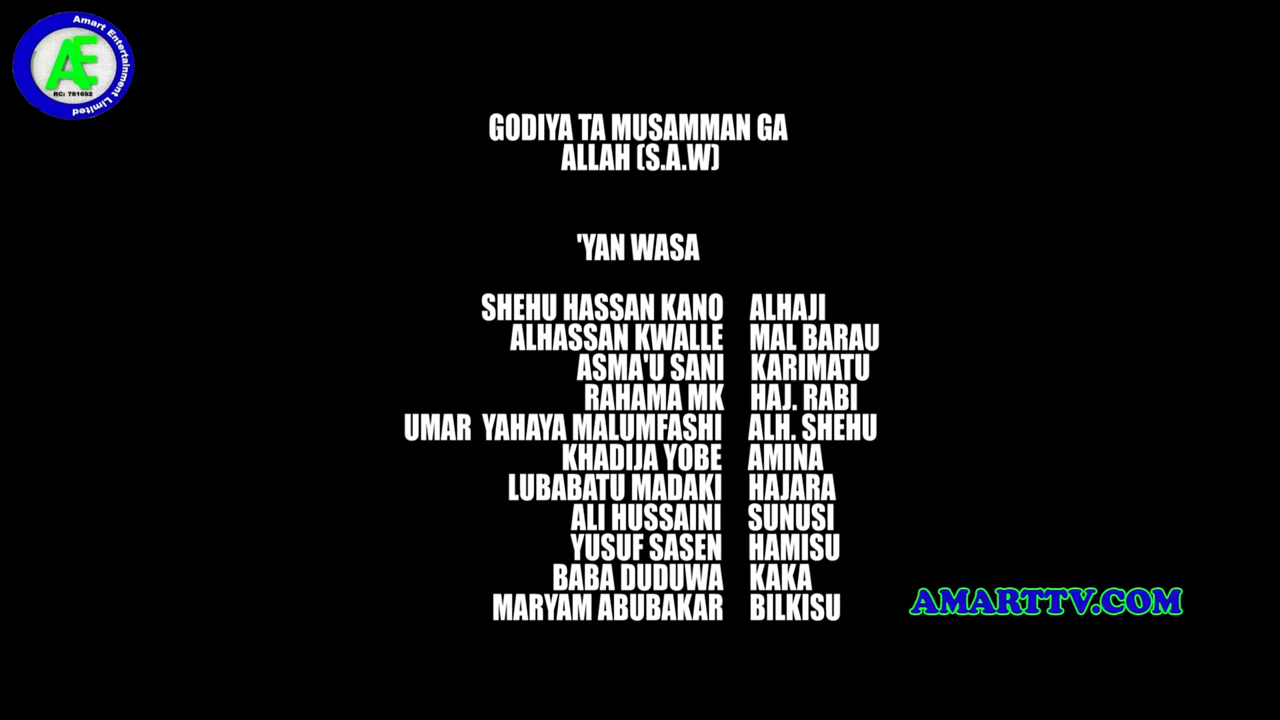 Amart Entertainment Limited
AE
RC: 781692
GODIYA TA MUSAMMAN GA
ALLAH (S.A.W)
'YAN WASA
SHEHU HASSAN KANO ALHAJI
ALHASSAN KWALLE MAL BARAU
ASMA'U SANI KARIMATU
RAHAMA MK HAJ. RABI
UMAR YAHAYA MALUMFASHI ALH. SHEHU
KHADIJA YOBE AMINA
LUBABATU MADAKI HAJARA
ALI HUSSAINI SUNUSI
YUSUF SASEN HAMISU
BABA DUDUWA KAKA
MARYAM ABUBAKAR BILKISU
AMARTTV.COM